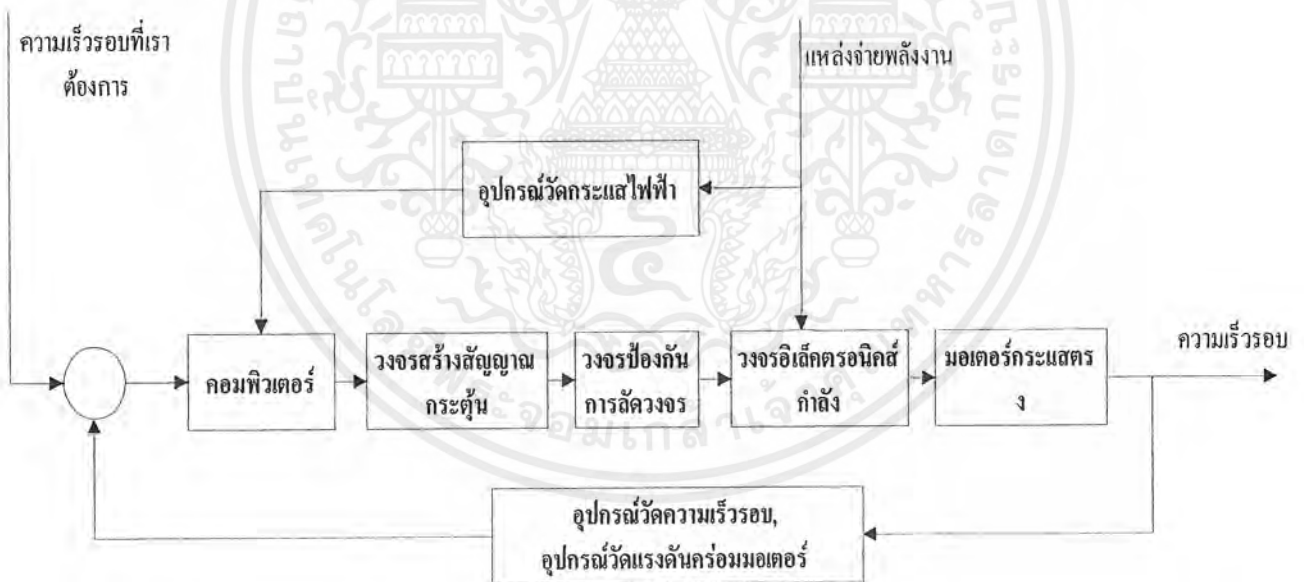 ความเร็วรอบที่เรา
ต้องการ
แหล่งจ่ายพลังงาน
อุปกรณ์วัดกระแสไฟฟ้า
คอมพิวเตอร์
วงจรสร้างสัญญาณ
กระตุ้น
วงจรป้องกัน
การลัดวงจร
วงจรอิเล็คตรอนิคส์
กำลัง
มอเตอร์กระแสตร
ง
ความเร็วรอบ
อุปกรณ์วัดความเร็วรอบ,
อุปกรณ์วัดแรงดันคร่อมมอเตอร์